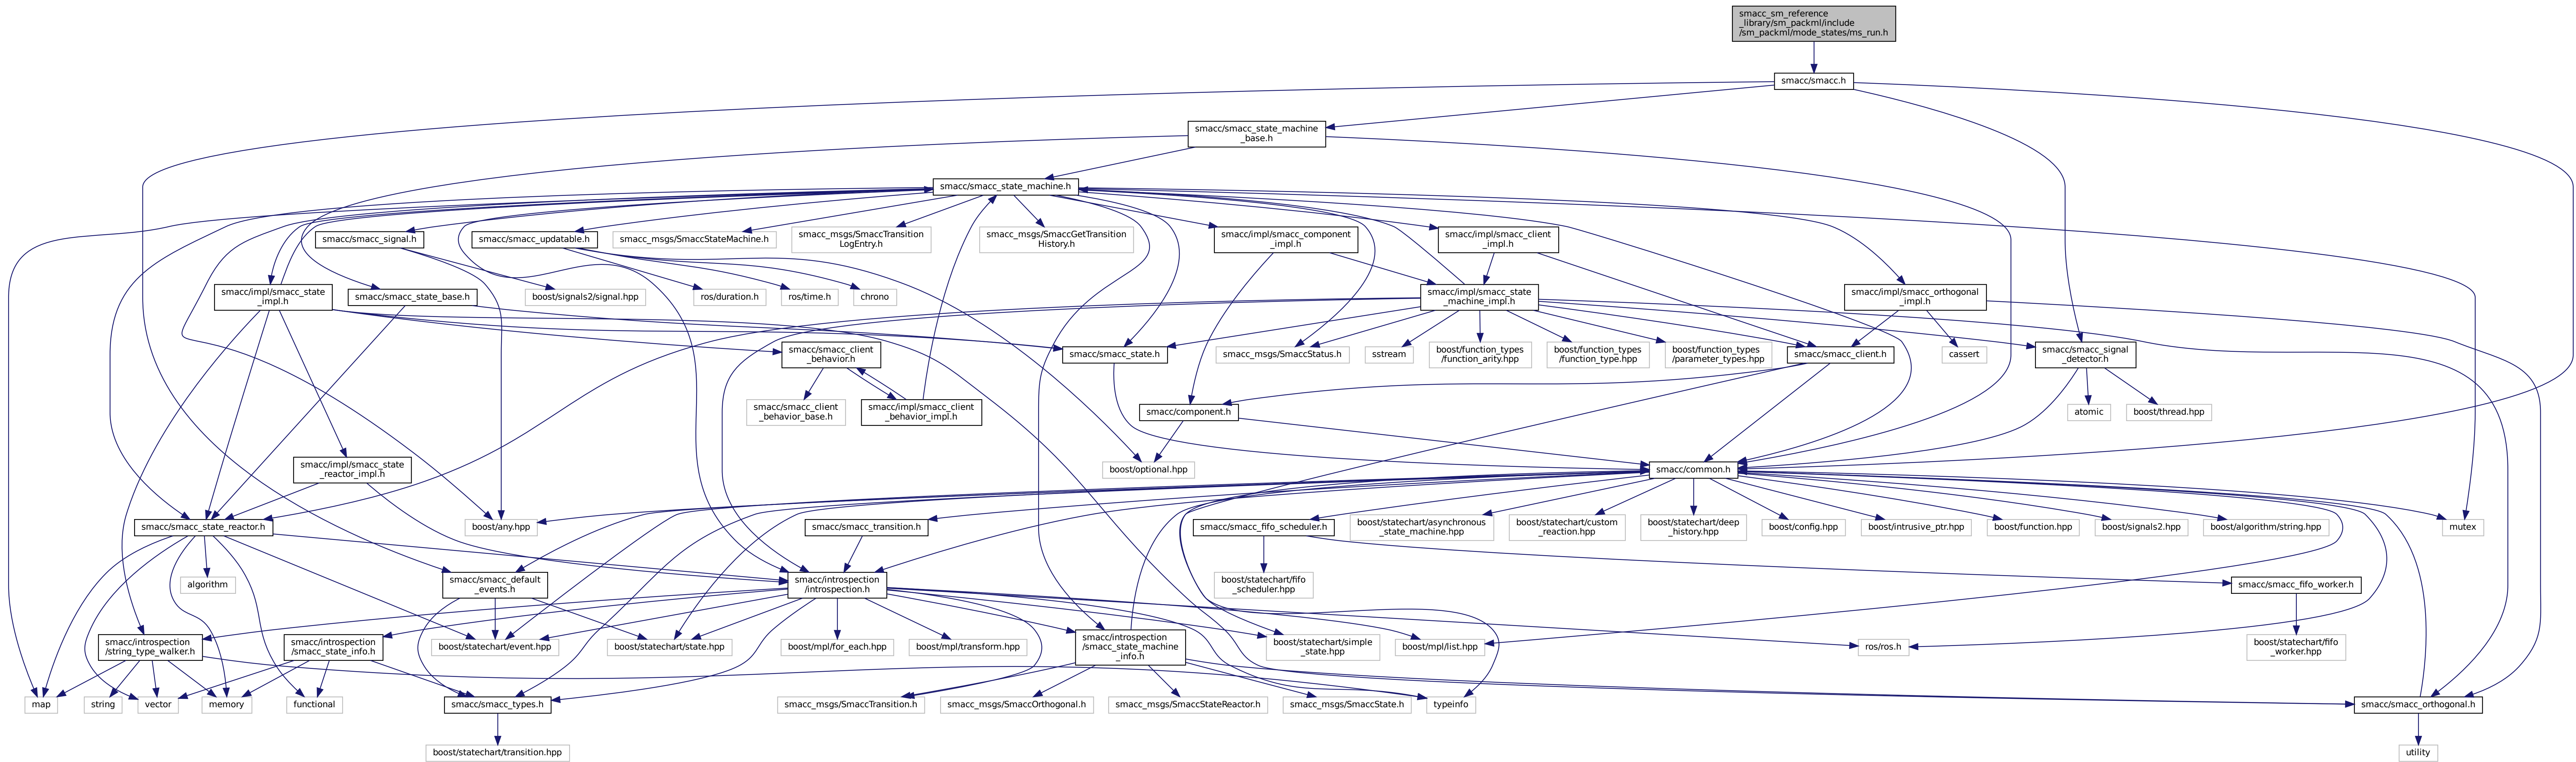 smacc_sm_reference
_library/sm_packml/include
/sm_packml/mode_states/ms_run.h
smacc/smacc.h
smacc/smacc_state_machine
_base.h
smacc/smacc_state_machine.h
smacc/smacc_signal.h
smacc/smacc_updatable.h
smacc_msgs/SmaccStateMachine.h
smacc_msgs/SmaccTransition
LogEntry.h
smacc_msgs/SmaccGetTransition
History.h
smacc/impl/smacc_component
_impl.h
smacc/impl/smacc_client
_impl.h
smacc/impl/smacc_state
_impl.h
smacc/smacc_state_base.h
boost/signals2/signal.hpp
ros/duration.h
ros/time.h
chrono
smacc/impl/smacc_state
_machine_impl.h
smacc/impl/smacc_orthogonal
_impl.h
smacc/smacc_client
_behavior.h
smacc/smacc_state.h
smacc_msgs/SmaccStatus.h
sstream
boost/function_types
/function_arity.hpp
boost/function_types
/function_type.hpp
boost/function_types
/parameter_types.hpp
smacc/smacc_client.h
cassert
smacc/smacc_signal
_detector.h
smacc/smacc_client
_behavior_base.h
smacc/impl/smacc_client
_behavior_impl.h
smacc/component.h
atomic
boost/thread.hpp
smacc/impl/smacc_state
_reactor_impl.h
boost/optional.hpp
smacc/common.h
smacc/smacc_state_reactor.h
boost/any.hpp
smacc/smacc_transition.h
smacc/smacc_fifo_scheduler.h
boost/statechart/asynchronous
_state_machine.hpp
boost/statechart/custom
_reaction.hpp
boost/statechart/deep
_history.hpp
boost/config.hpp
boost/intrusive_ptr.hpp
boost/function.hpp
boost/signals2.hpp
boost/algorithm/string.hpp
mutex
algorithm
smacc/smacc_default
_events.h
smacc/introspection
/introspection.h
boost/statechart/fifo
_scheduler.hpp
smacc/smacc_fifo_worker.h
smacc/introspection
/string_type_walker.h
smacc/introspection
/smacc_state_info.h
boost/statechart/event.hpp
boost/statechart/state.hpp
boost/mpl/for_each.hpp
boost/mpl/transform.hpp
smacc/introspection
/smacc_state_machine
_info.h
boost/statechart/simple
_state.hpp
boost/mpl/list.hpp
ros/ros.h
boost/statechart/fifo
_worker.hpp
map
string
vector
memory
functional
smacc/smacc_types.h
smacc_msgs/SmaccTransition.h
smacc_msgs/SmaccOrthogonal.h
smacc_msgs/SmaccStateReactor.h
smacc_msgs/SmaccState.h
typeinfo
smacc/smacc_orthogonal.h
boost/statechart/transition.hpp
utility